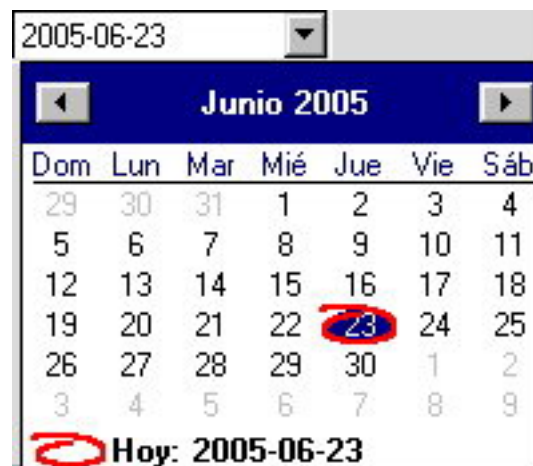 2005-06-23
Junio 2005
Dom Lun Mar Mié Jue Vie Sáb
29 30 31 1 2 3 4
5 6 7 8 9 10 11
12 13 14 15 16 17 18
19 20 21 22 23 24 25
26 27 28 29 30 1 2
3 4 5 6 7 8 9
Hoy: 2005-06-23